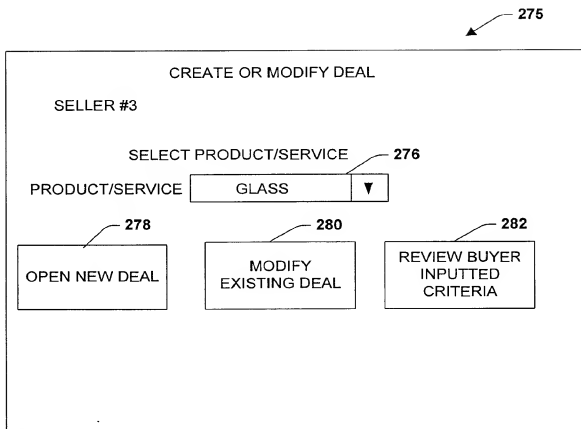 275
CREATE OR MODIFY DEAL
SELLER #3
SELECT PRODUCT/SERVICE
276
PRODUCT/SERVICE GLASS
278
280
282
OPEN NEW DEAL
MODIFY
EXISTING DEAL
REVIEW BUYER
INPUTTED
CRITERIA